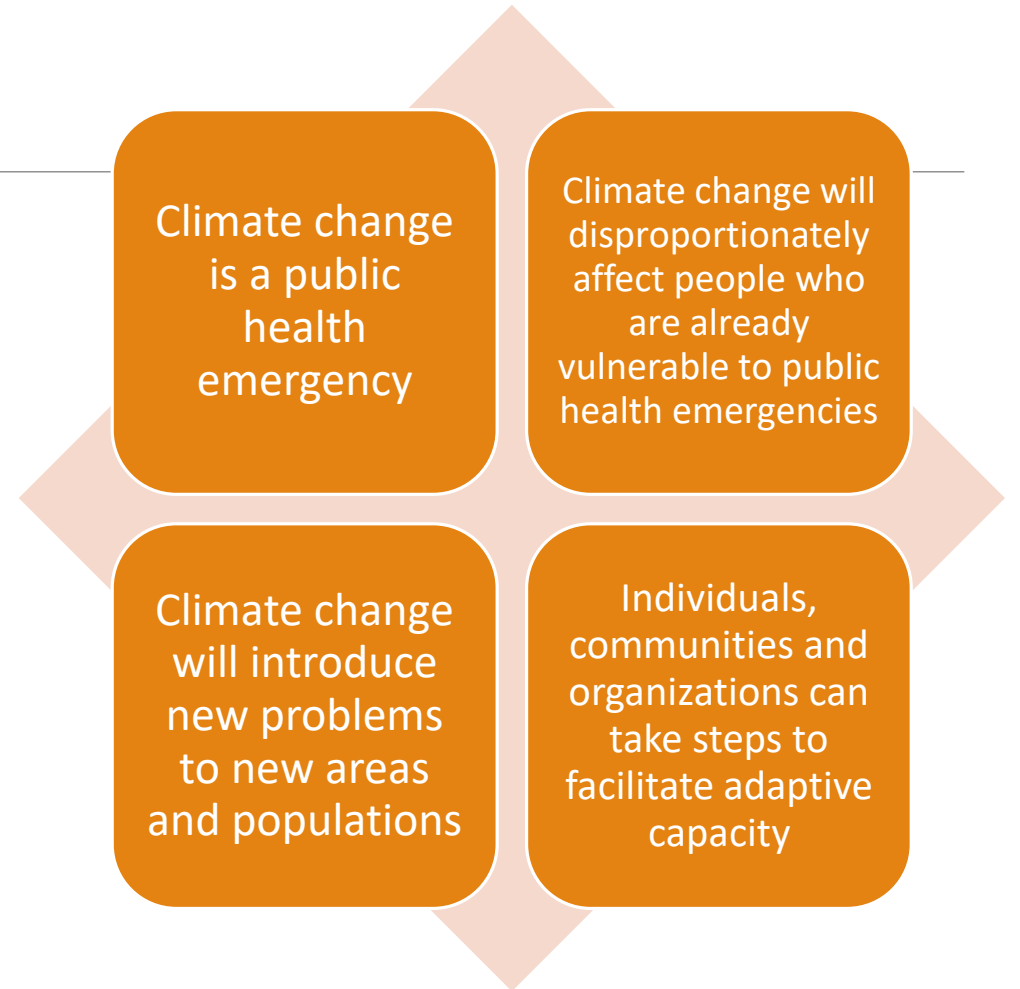 Climate change
is a public
health
emergency
Climate change will
disproportionately
affect people who
are already
vulnerable to public
health emergencies
Climate change
will introduce
new problems
to new areas
and populations
Individuals,
communities and
organizations can
take steps to
facilitate adaptive
capacity